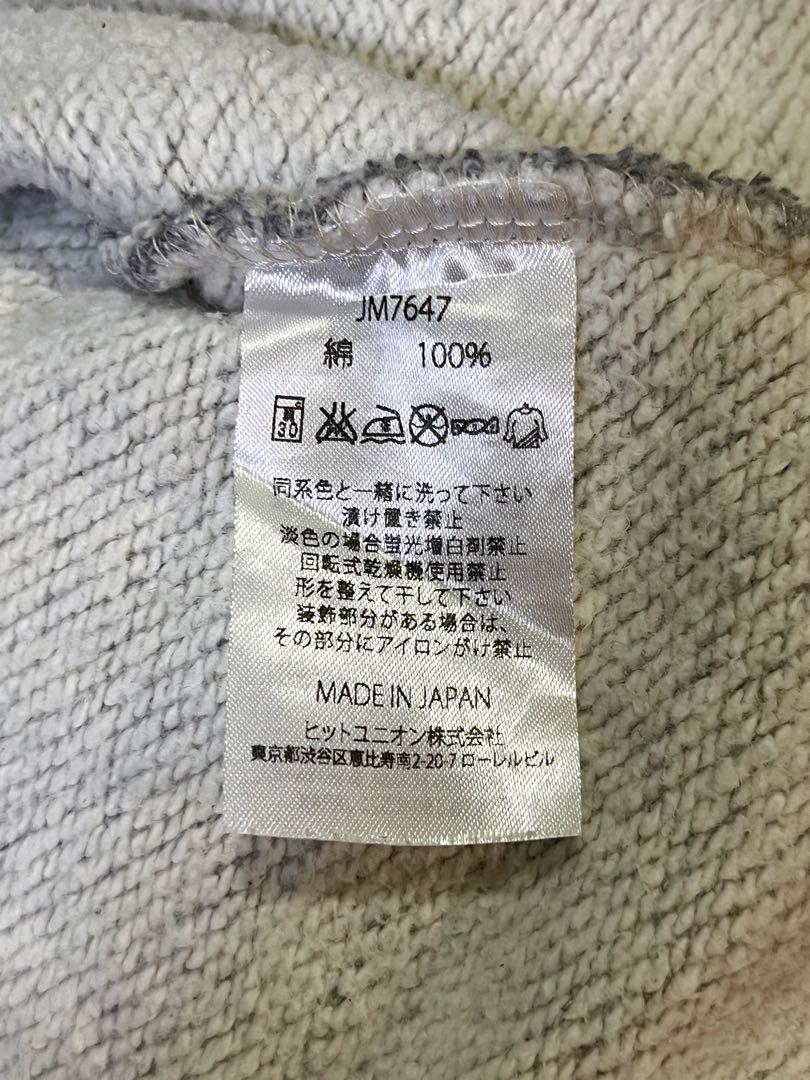 JM7647
綿 100%
30
同系色と一緒に洗って下さい
漬け置き禁止
淡色の場合蛍光増白剤禁止
回転式乾燥機使用禁止
形を整えて干して下さい
装飾部分がある場合は、
その部分にアイロンがけ禁止
MADE IN JAPAN
ヒットユニオン株式会社
東京都渋谷区恵比寿南2-20-7 ローレルビル